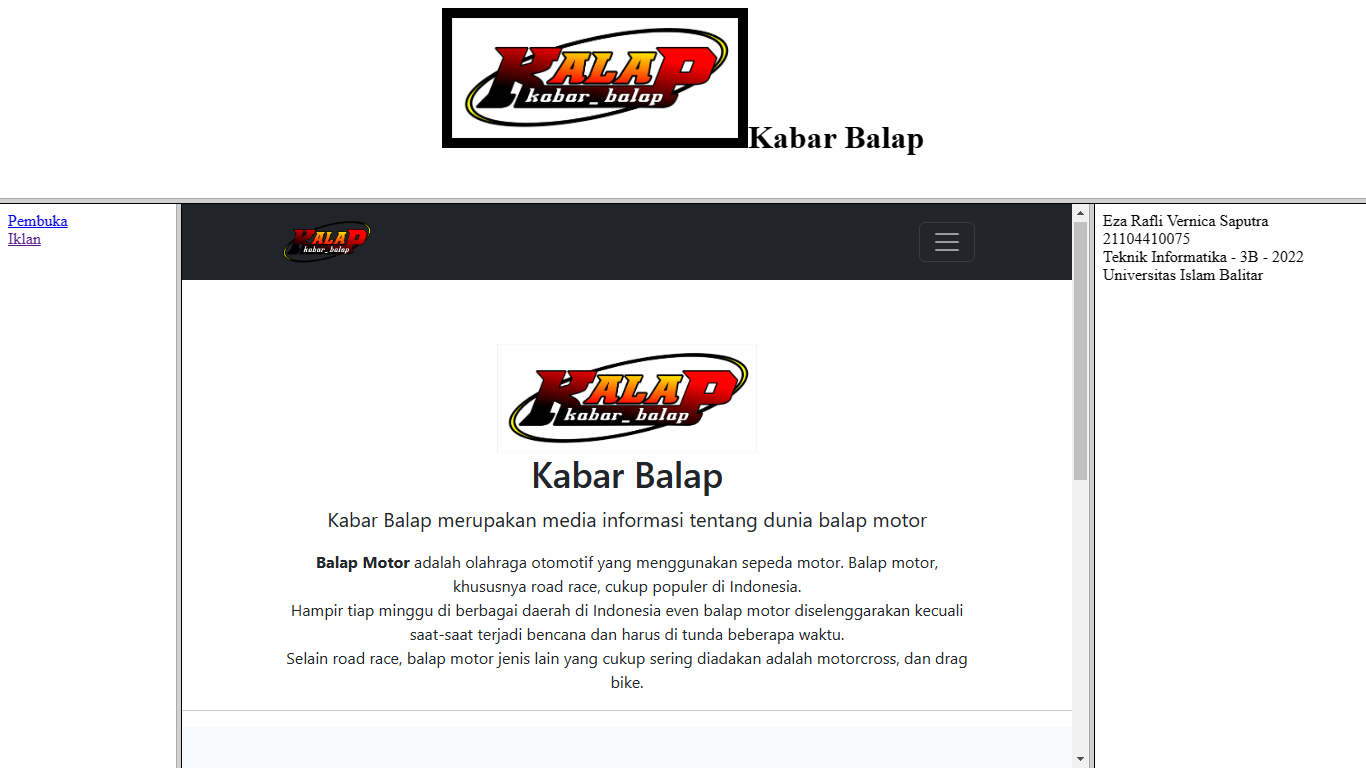 KALAP
kabar_balap
Kabar Balap
Pembuka
Iklan
KALAP
kabar_balap
KALAP
kabar_balap
Kabar Balap
Kabar Balap merupakan media informasi tentang dunia balap motor
Balap Motor adalah olahraga otomotif yang menggunakan sepeda motor. Balap motor,
khususnya road race, cukup populer di Indonesia.
Hampir tiap minggu di berbagai daerah di Indonesia even balap motor diselenggarakan kecuali
saat-saat terjadi bencana dan harus di tunda beberapa waktu.
Selain road race, balap motor jenis lain yang cukup sering diadakan adalah motorcross, dan drag
bike.
Eza Rafli Vernica Saputra
21104410075
Teknik Informatika - 3B - 2022
Universitas Islam Balitar